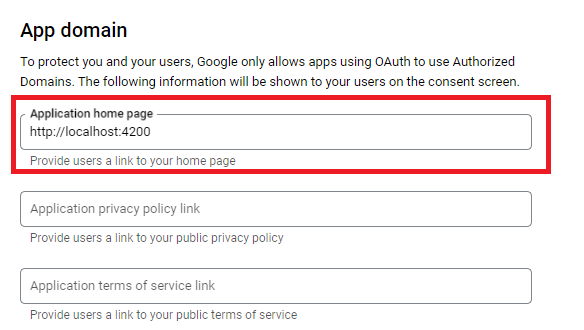 App domain
To protect you and your users, Google only allows apps using OAuth to use Authorized
Domains. The following information will be shown to your users on the consent screen.
Application home page
http://localhost:4200
Provide users a link to your home page
Application privacy policy link
Provide users a link to your public privacy policy
Application terms of service link
Provide users a link to your public terms of service